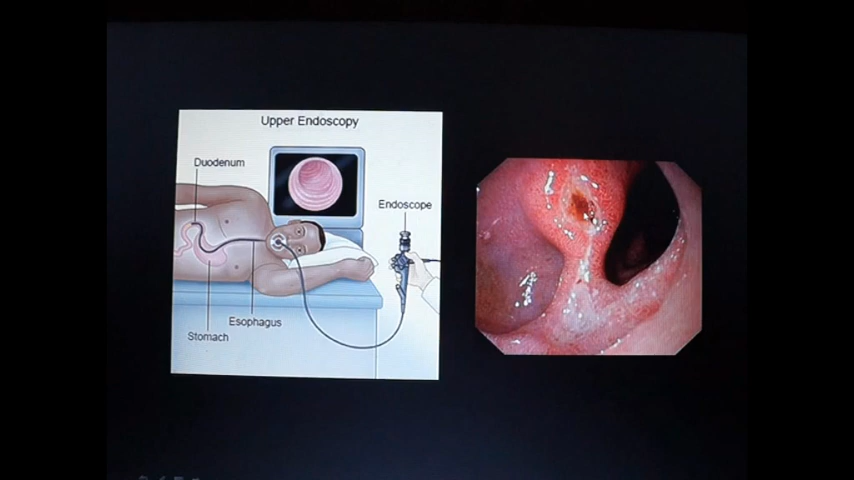 Upper Endoscopy
Duodenum
Endoscope
Esophagus
Stomach